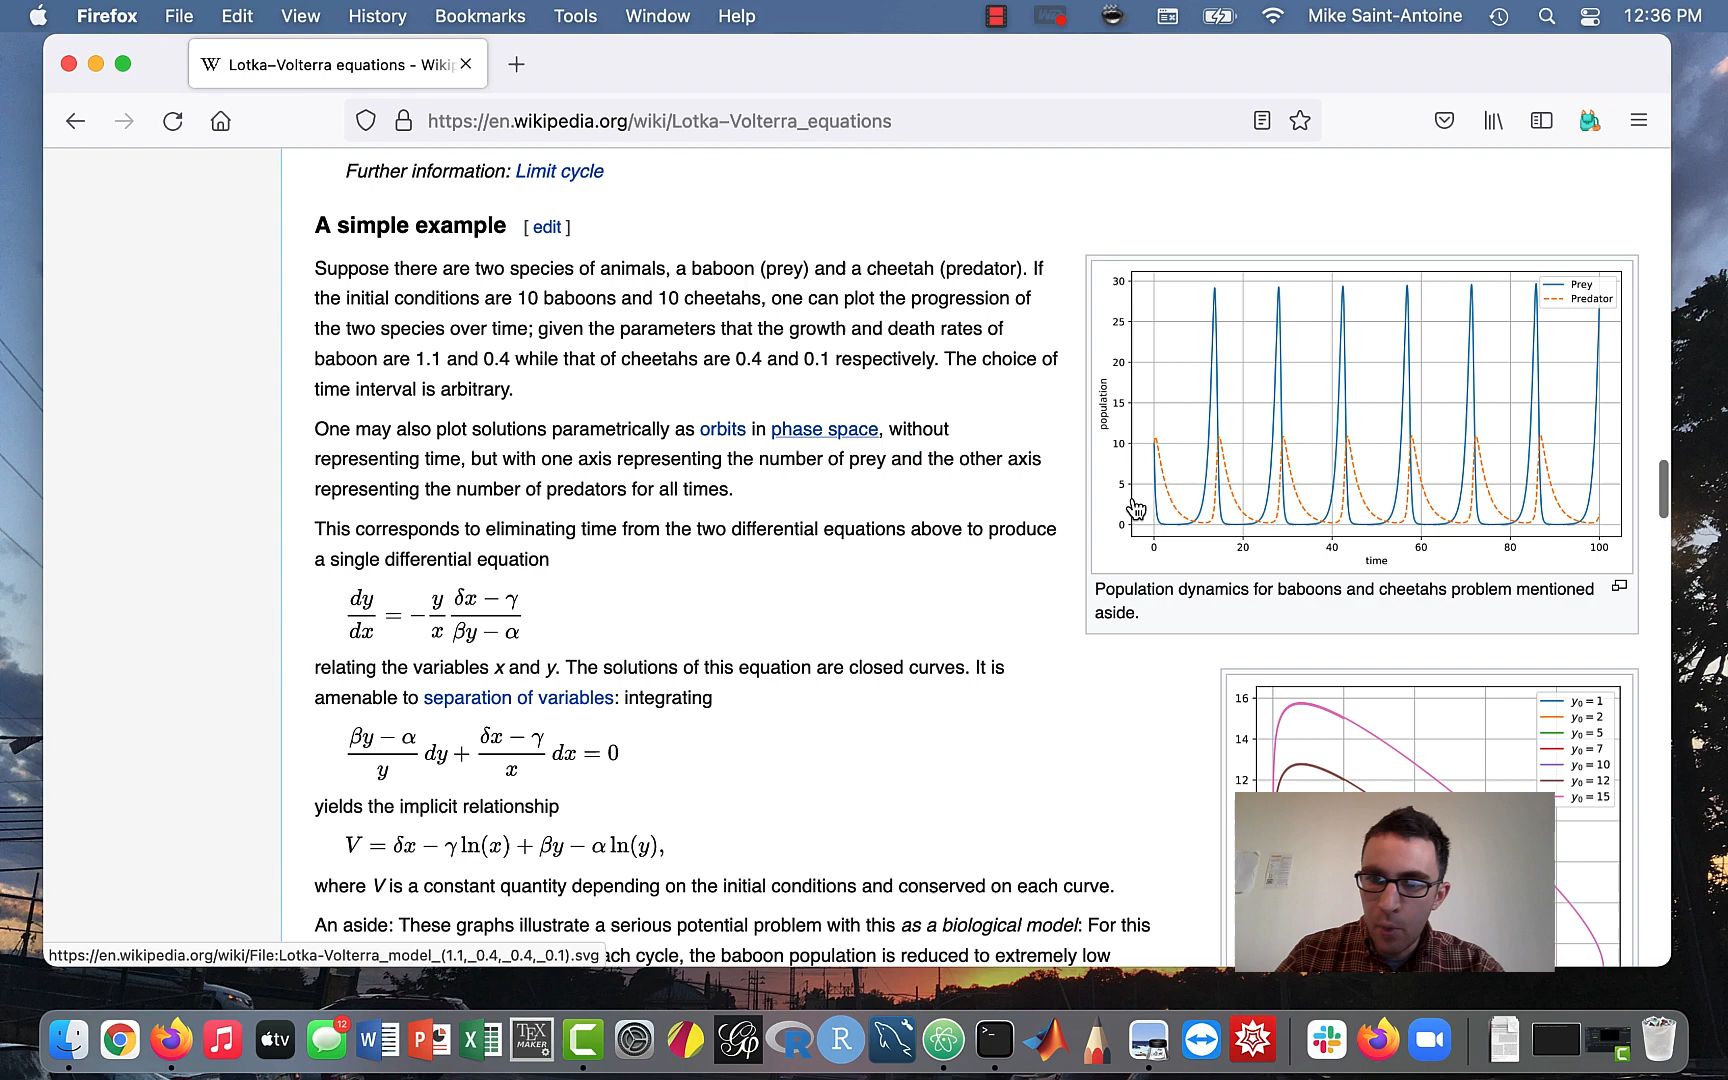 Firefox File Edit View History Bookmarks Tools Window Help Mike Saint-Antoine 12:36 PM
W Lotka–Volterra equations - Wikip
https://en.wikipedia.org/wiki/Lotka–Volterra_equations
Further information: Limit cycle
A simple example [ edit ]
Suppose there are two species of animals, a baboon (prey) and a cheetah (predator). If
the initial conditions are 10 baboons and 10 cheetahs, one can plot the progression of
the two species over time; given the parameters that the growth and death rates of
baboon are 1.1 and 0.4 while that of cheetahs are 0.4 and 0.1 respectively. The choice of
time interval is arbitrary.
One may also plot solutions parametrically as orbits in phase space, without
representing time, but with one axis representing the number of prey and the other axis
representing the number of predators for all times.
This corresponds to eliminating time from the two differential equations above to produce
a single differential equation
dy/dx = − y/x (δx − γ)/(βy − α)
relating the variables x and y. The solutions of this equation are closed curves. It is
amenable to separation of variables: integrating
(βy − α)/y dy + (δx − γ)/x dx = 0
yields the implicit relationship
V = δx − γ ln(x) + βy − α ln(y),
where V is a constant quantity depending on the initial conditions and conserved on each curve.
An aside: These graphs illustrate a serious potential problem with this as a biological model: For this
ach cycle, the baboon population is reduced to extremely low
https://en.wikipedia.org/wiki/File:Lotka-Volterra_model_(1.1,_0.4,_0.4,_0.1).svg
30
25
20
15
10
5
0
population
Prey
Predator
0 20 40 60 80 100
time
Population dynamics for baboons and cheetahs problem mentioned
aside.
16
14
12
y0 = 1
y0 = 2
y0 = 5
y0 = 7
y0 = 10
y0 = 12
y0 = 15
tv
12
W
P
X
TEX
MAKER
R
R
C